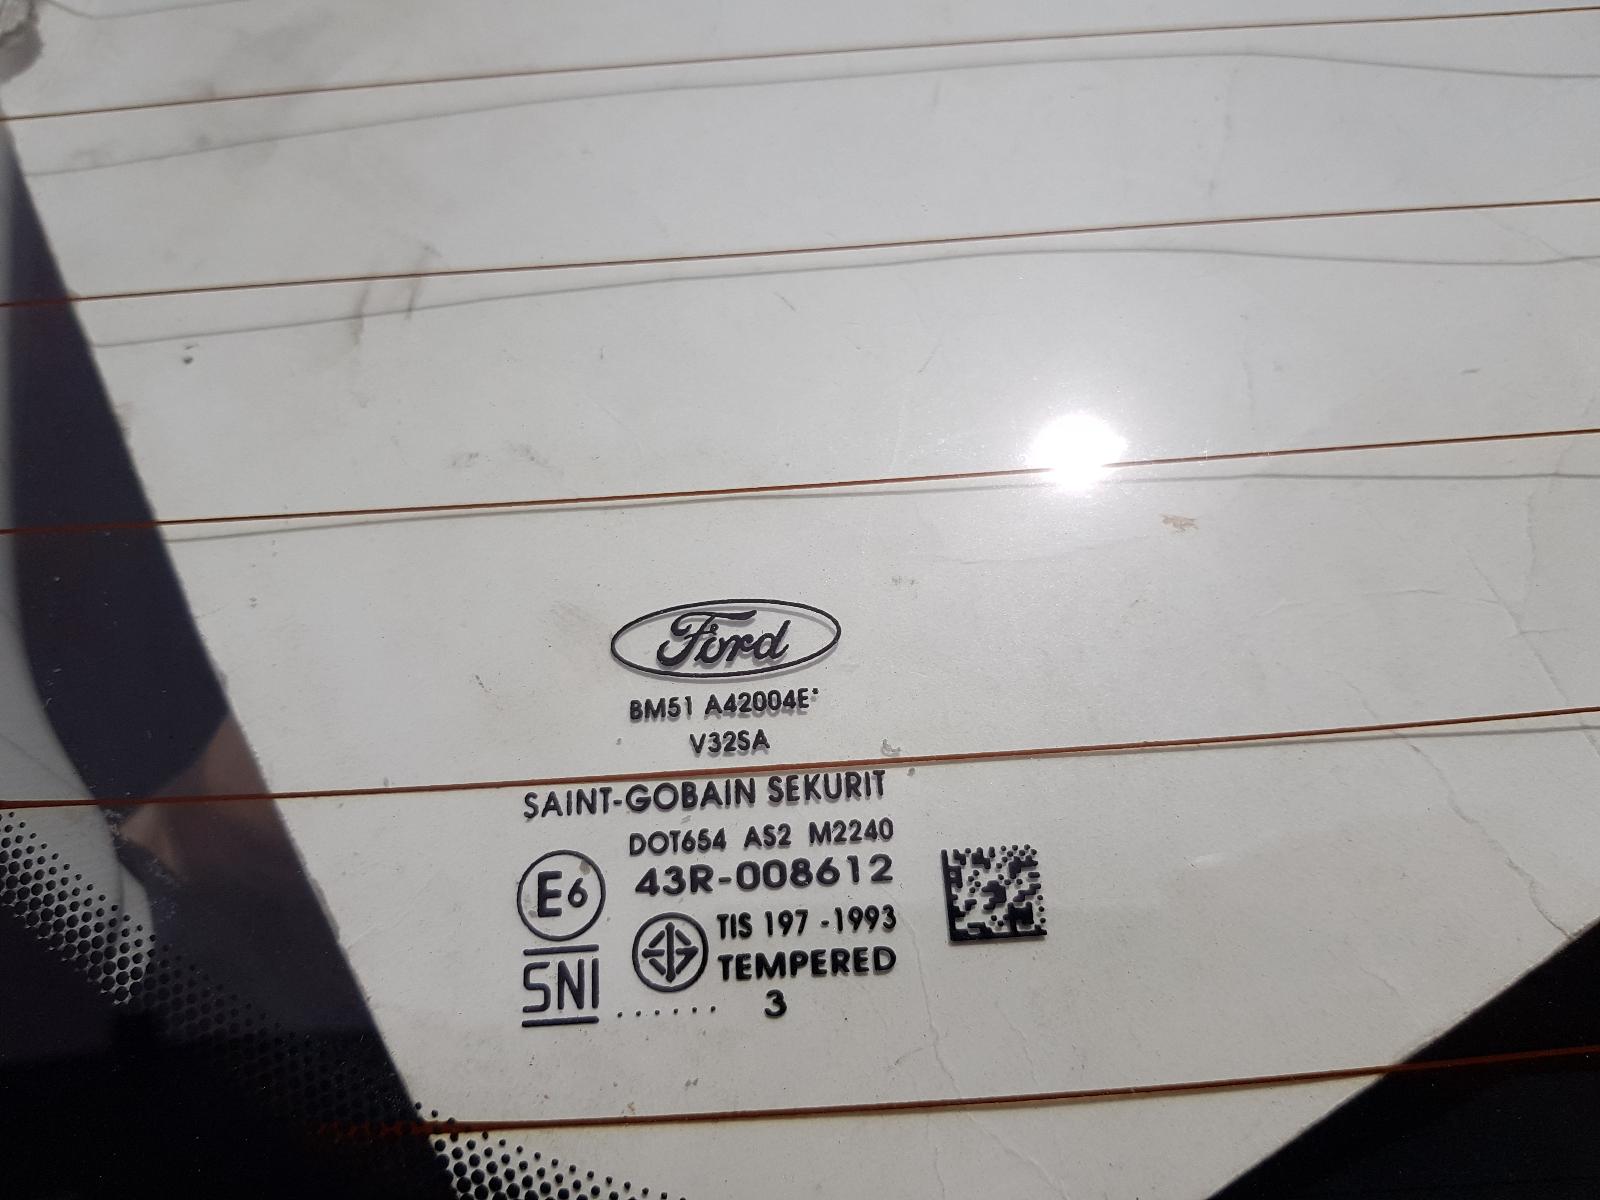 Ford
BM51 A42004E
V32SA
SAINT-GOBAIN SEKURIT
DOT654 AS2 M2240
E6
43R-008612
TIS 197 -1993
SNI
TEMPERED
...... 3